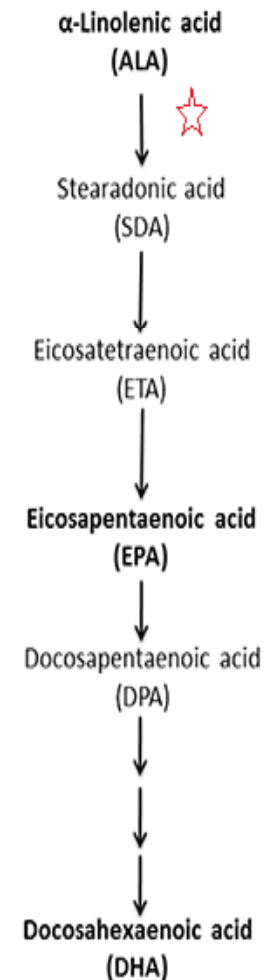 α-Linolenic acid
(ALA)
Stearadonic acid
(SDA)
Eicosatetraenoic acid
(ETA)
Eicosapentaenoic acid
(EPA)
Docosapentaenoic acid
(DPA)
Docosahexaenoic acid
(DHA)